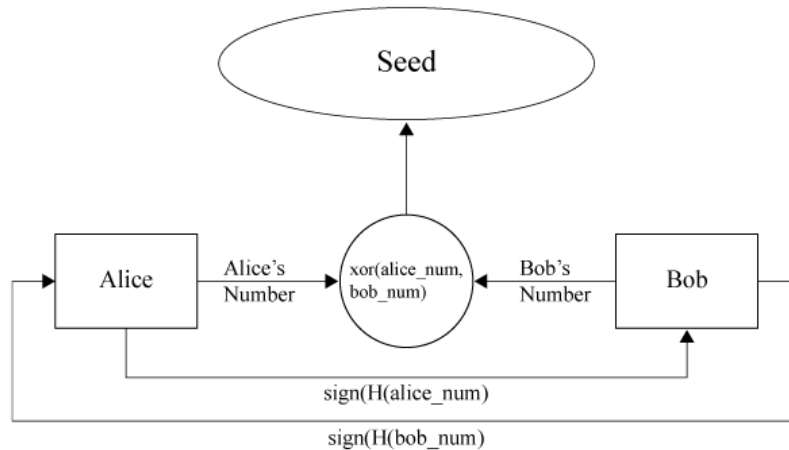 Seed
Alice
Alice's
Number
xor(alice_num,
bob_num)
Bob's
Number
Bob
sign(H(alice_num)
sign(H(bob_num)